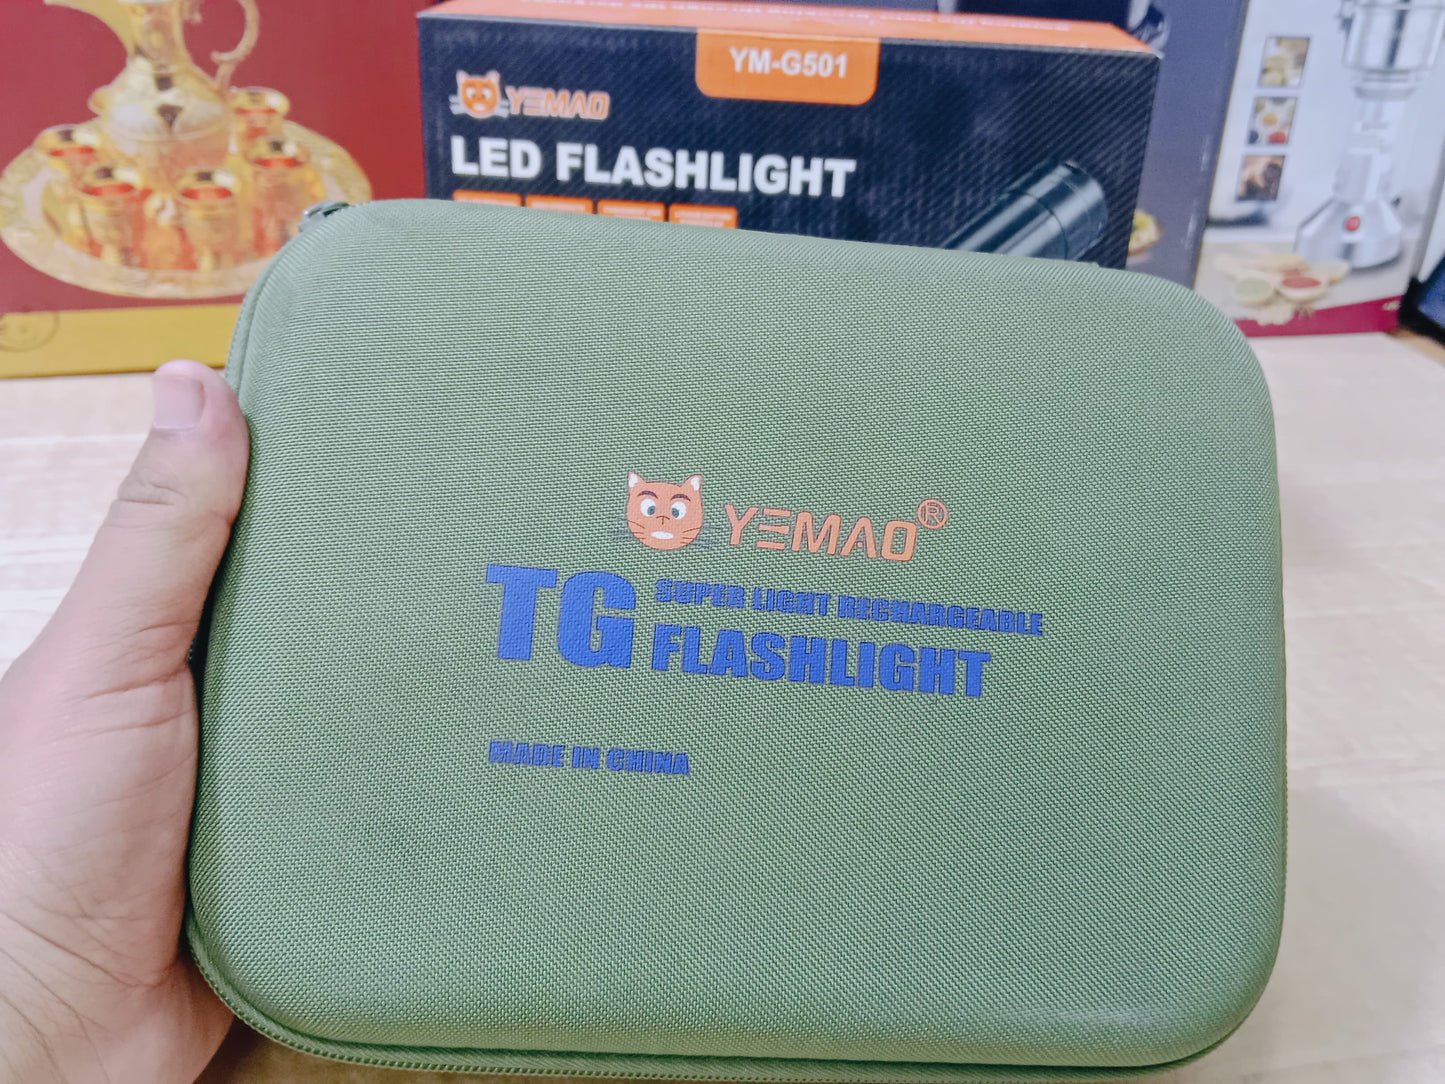 YM-G501
YEMAO
LED FLASHLIGHT
YEMAO®
TG SUPER LIGHT RECHARGEABLE
FLASHLIGHT
MADE IN CHINA